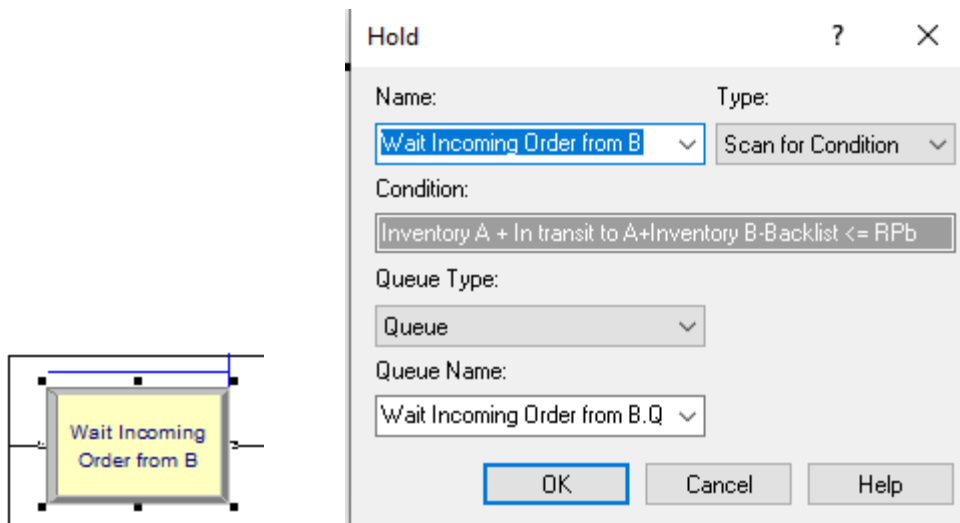 Hold
?
Name:
Type:
Wait Incoming Order from B
Scan for Condition
Condition:
Inventory A + In transit to A+Inventory B-Backlist <= RPb
Queue Type:
Queue
Queue Name:
Wait Incoming Order from B.Q
OK
Cancel
Help
Wait Incoming
Order from B